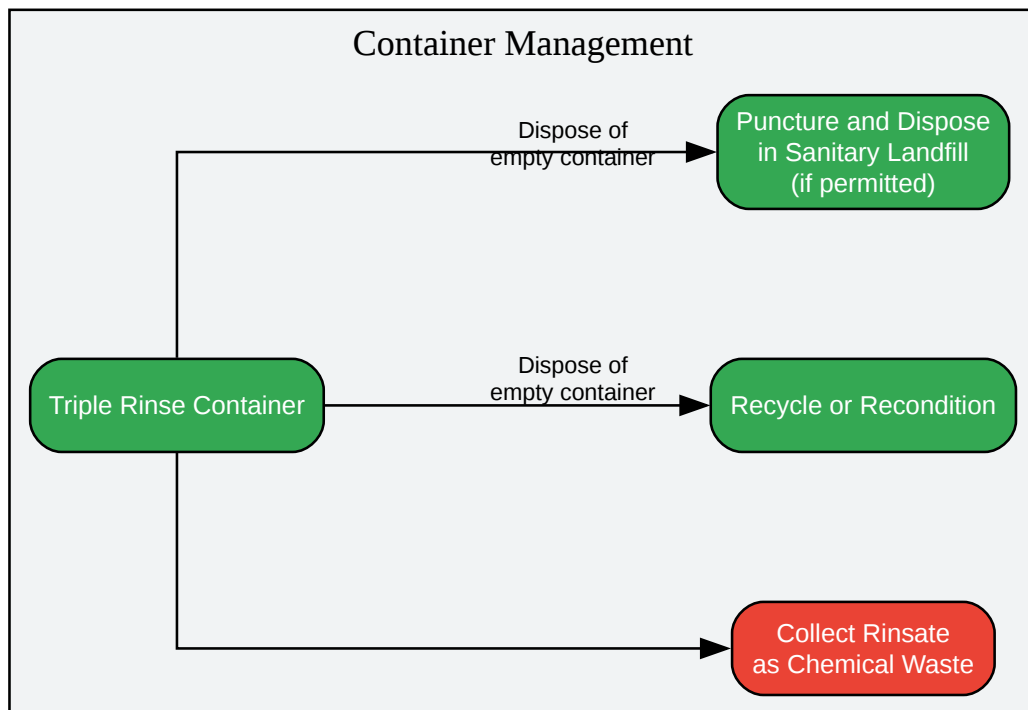 Container Management
Dispose of
empty container
Puncture and Dispose
in Sanitary Landfill
(if permitted)
Triple Rinse Container
Dispose of
empty container
Recycle or Recondition
Collect Rinsate
as Chemical Waste